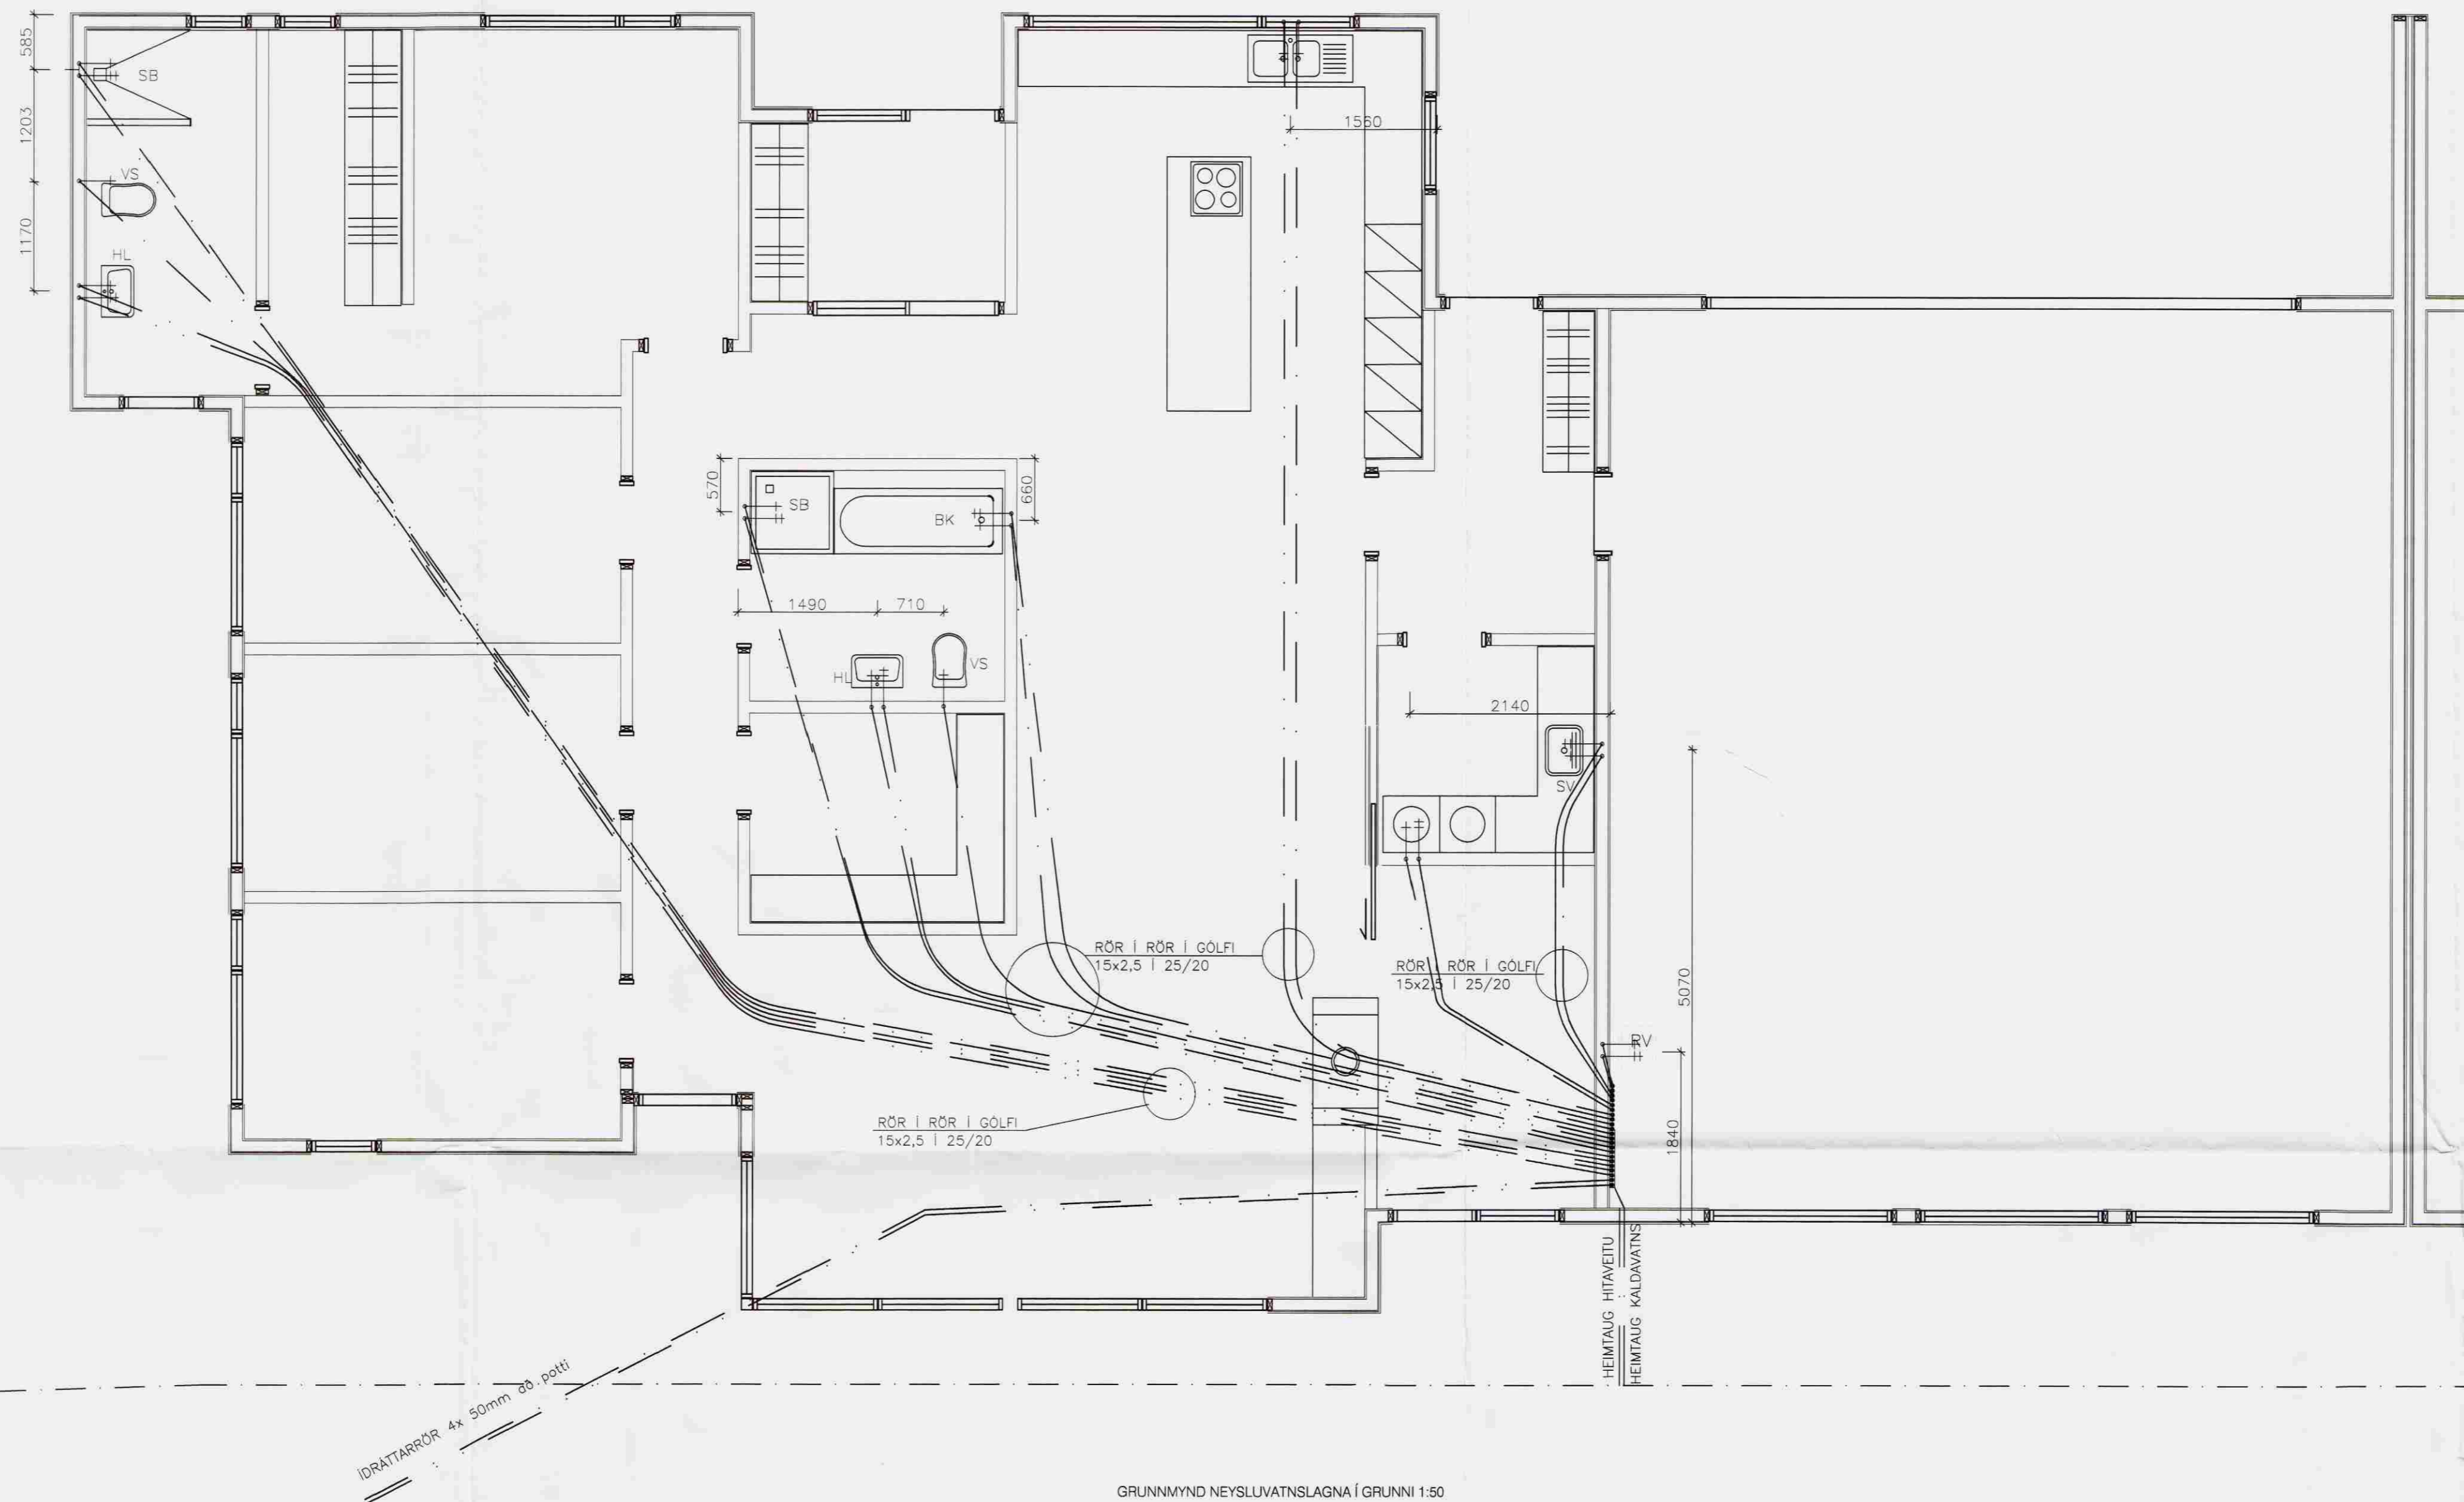 585
1203
1170
SB
VS
HL
1560
570
660
SB
BK
1490
710
HL
VS
2140
SV
RÖR Í RÖR Í GÓLFI
15x2,5 Í 25/20
RÖR Í RÖR Í GÓLFI
15x2,5 Í 25/20
5070
RV
1840
RÖR Í RÖR Í GÓLFI
15x2,5 Í 25/20
HEIMTAUG HITAVEITU
HEIMTAUG KALDAVATNS
ÍDRÁTTARRÖR 4x 50mm að potti
GRUNNMYND NEYSLUVATNSLAGNA Í GRUNNI 1:50